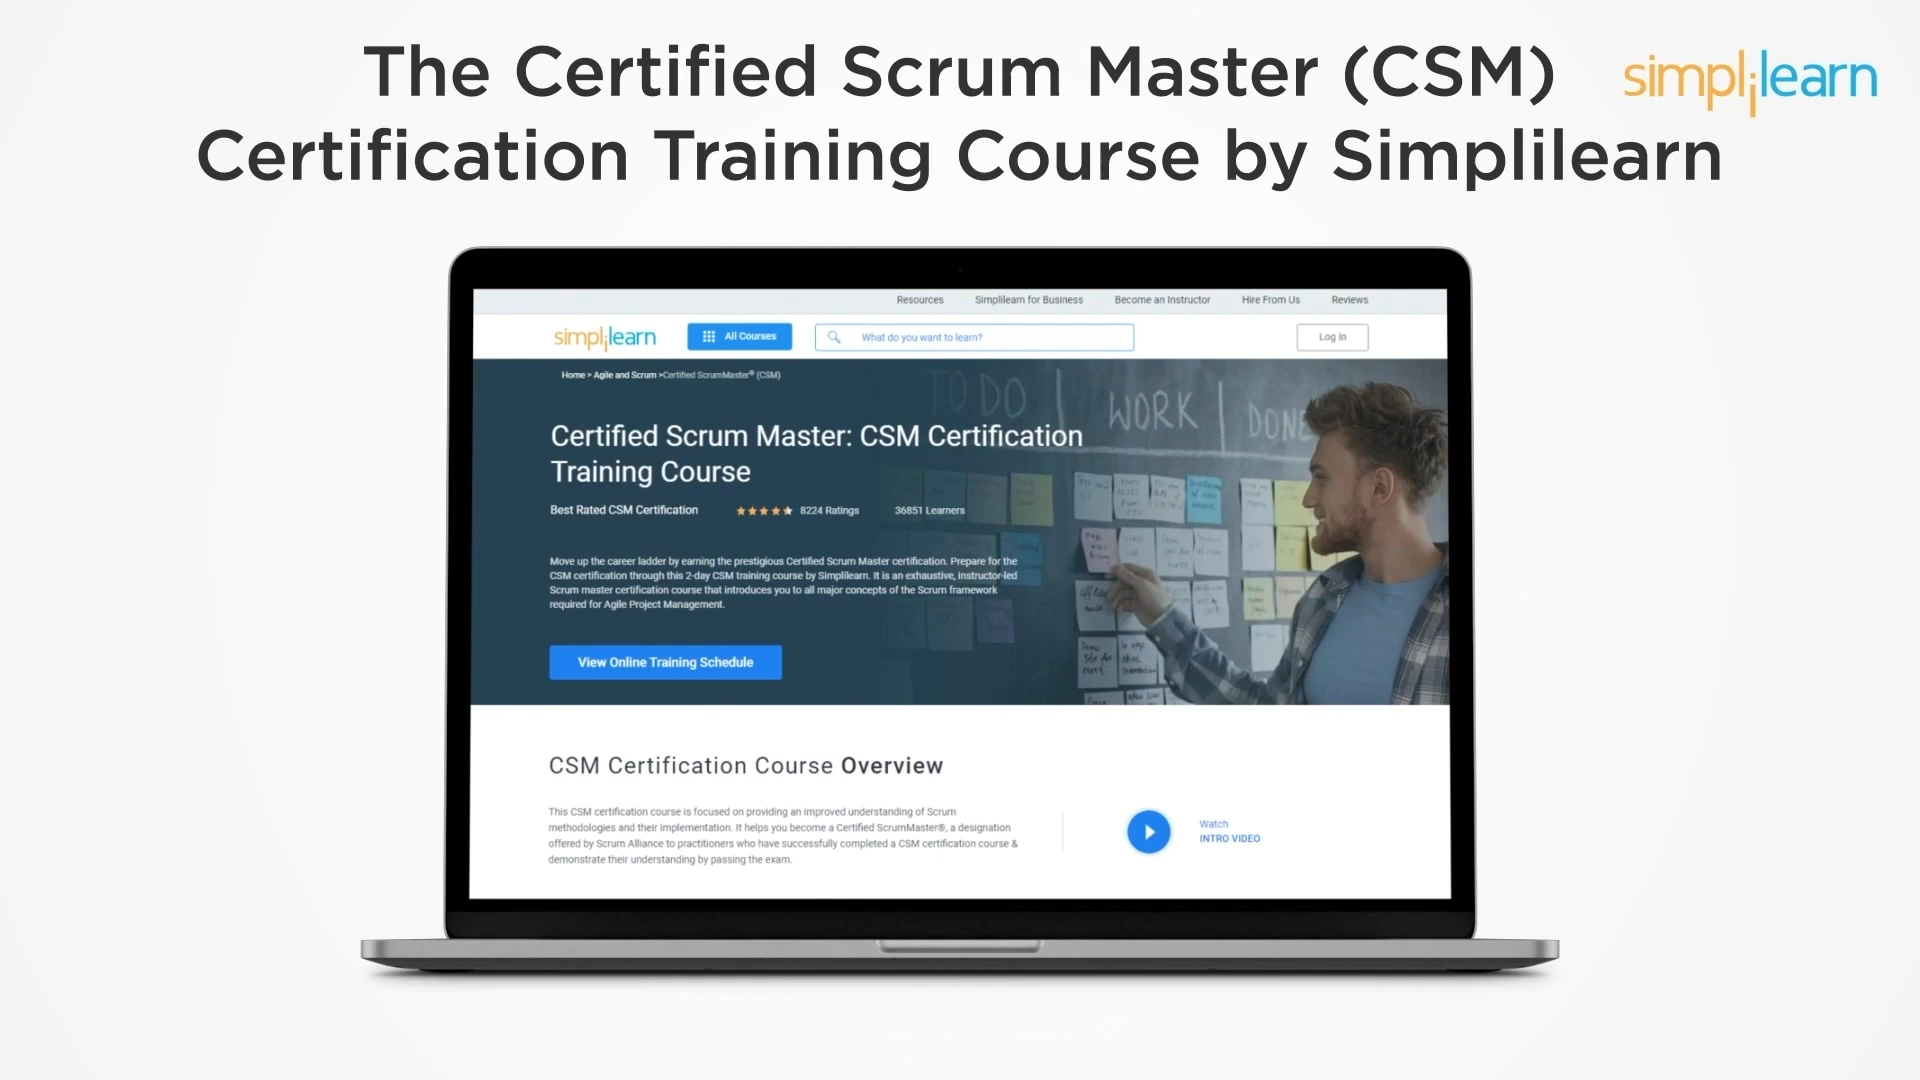 The Certified Scrum Master (CSM)
Certification Training Course by Simplilearn
simplilearn
Resources Simplilearn for Business Become an Instructor Hire From Us Reviews
simplilearn All Courses What do you want to learn? Log in
Home > Agile and Scrum >Certified ScrumMaster® (CSM)
TO DO WORK DONE
Certified Scrum Master: CSM Certification
Training Course
Best Rated CSM Certification 8224 Ratings 36851 Learners
Move up the career ladder by earning the prestigious Certified Scrum Master certification. Prepare for the
CSM certification through this 2-day CSM training course by Simplilearn. It is an exhaustive, instructor-led
Scrum master certification course that introduces you to all major concepts of the Scrum framework
required for Agile Project Management.
View Online Training Schedule
CSM Certification Course Overview
This CSM certification course is focused on providing an improved understanding of Scrum
methodologies and their implementation. It helps you become a Certified ScrumMaster®, a designation
offered by Scrum Alliance to practitioners who have successfully completed a CSM certification course &
demonstrate their understanding by passing the exam.
Watch
INTRO VIDEO